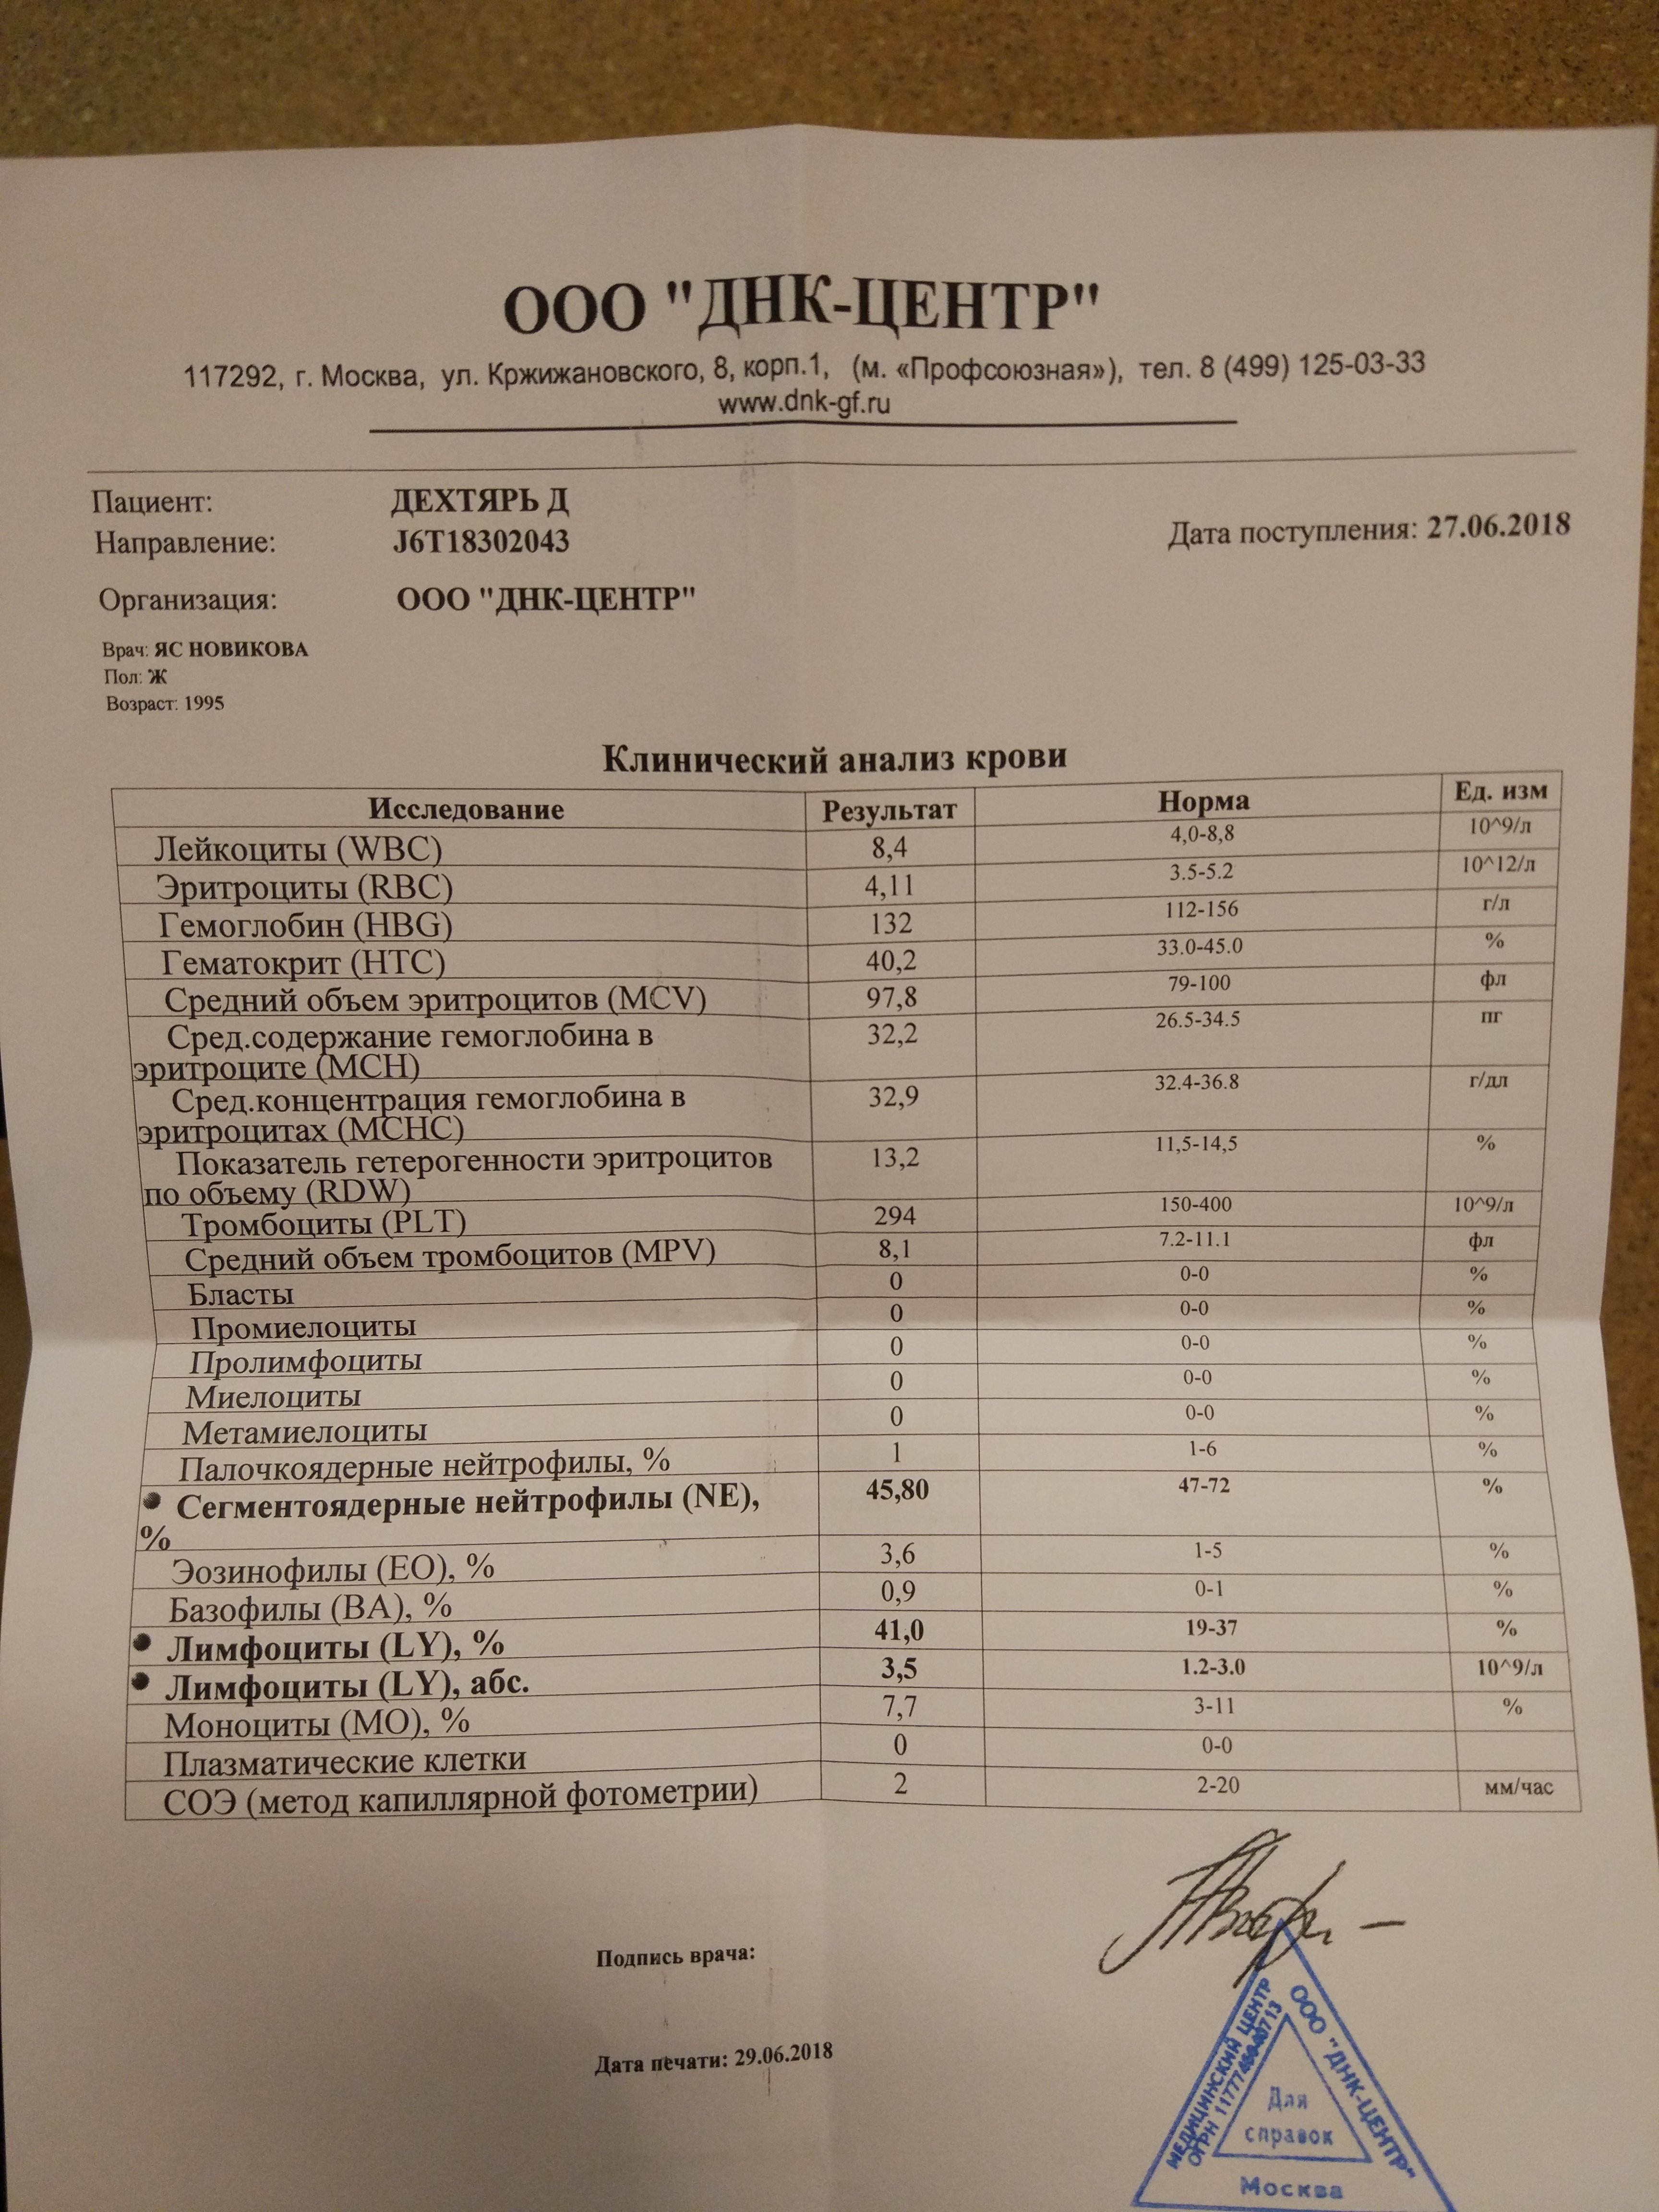 ООО "ДНК-ЦЕНТР"
117292, г. Москва, ул. Кржижановского, 8, корп.1, (м. «Профсоюзная»), тел. 8 (499) 125-03-33
www.dnk-gf.ru
Пациент: ДЕХТЯРЬ Д
Направление: J6T18302043 Дата поступления: 27.06.2018
Организация: ООО "ДНК-ЦЕНТР"
Врач: ЯС НОВИКОВА
Пол: Ж
Возраст: 1995
Клинический анализ крови
Исследование Результат Норма Ед. изм
Лейкоциты (WBC) 8,4 4,0-8,8 10^9/л
Эритроциты (RBC) 4,11 3.5-5.2 10^12/л
Гемоглобин (HBG) 132 112-156 г/л
Гематокрит (HTC) 40,2 33.0-45.0 %
Средний объем эритроцитов (MCV) 97,8 79-100 фл
Сред.содержание гемоглобина в 32,2 26.5-34.5 пг
эритроците (MCH)
Сред.концентрация гемоглобина в 32,9 32.4-36.8 г/дл
эритроцитах (MCHC)
Показатель гетерогенности эритроцитов 13,2 11,5-14,5 %
по объему (RDW)
Тромбоциты (PLT) 294 150-400 10^9/л
Средний объем тромбоцитов (MPV) 8,1 7.2-11.1 фл
Бласты 0 0-0 %
Промиелоциты 0 0-0 %
Пролимфоциты 0 0-0 %
Миелоциты 0 0-0 %
Метамиелоциты 0 0-0 %
Палочкоядерные нейтрофилы, % 1 1-6 %
Сегментоядерные нейтрофилы (NE), 45,80 47-72 %
%
Эозинофилы (EO), % 3,6 1-5 %
Базофилы (BA), % 0,9 0-1 %
Лимфоциты (LY), % 41,0 19-37 %
Лимфоциты (LY), абс. 3,5 1.2-3.0 10^9/л
Моноциты (MO), % 7,7 3-11 %
Плазматические клетки 0 0-0
СОЭ (метод капиллярной фотометрии) 2 2-20 мм/час
Подпись врача:
Дата печати: 29.06.2018
МЕДИЦИНСКИЙ ЦЕНТР
ОГРН
ООО "ДНК-ЦЕНТР"
Для
справок
Москва